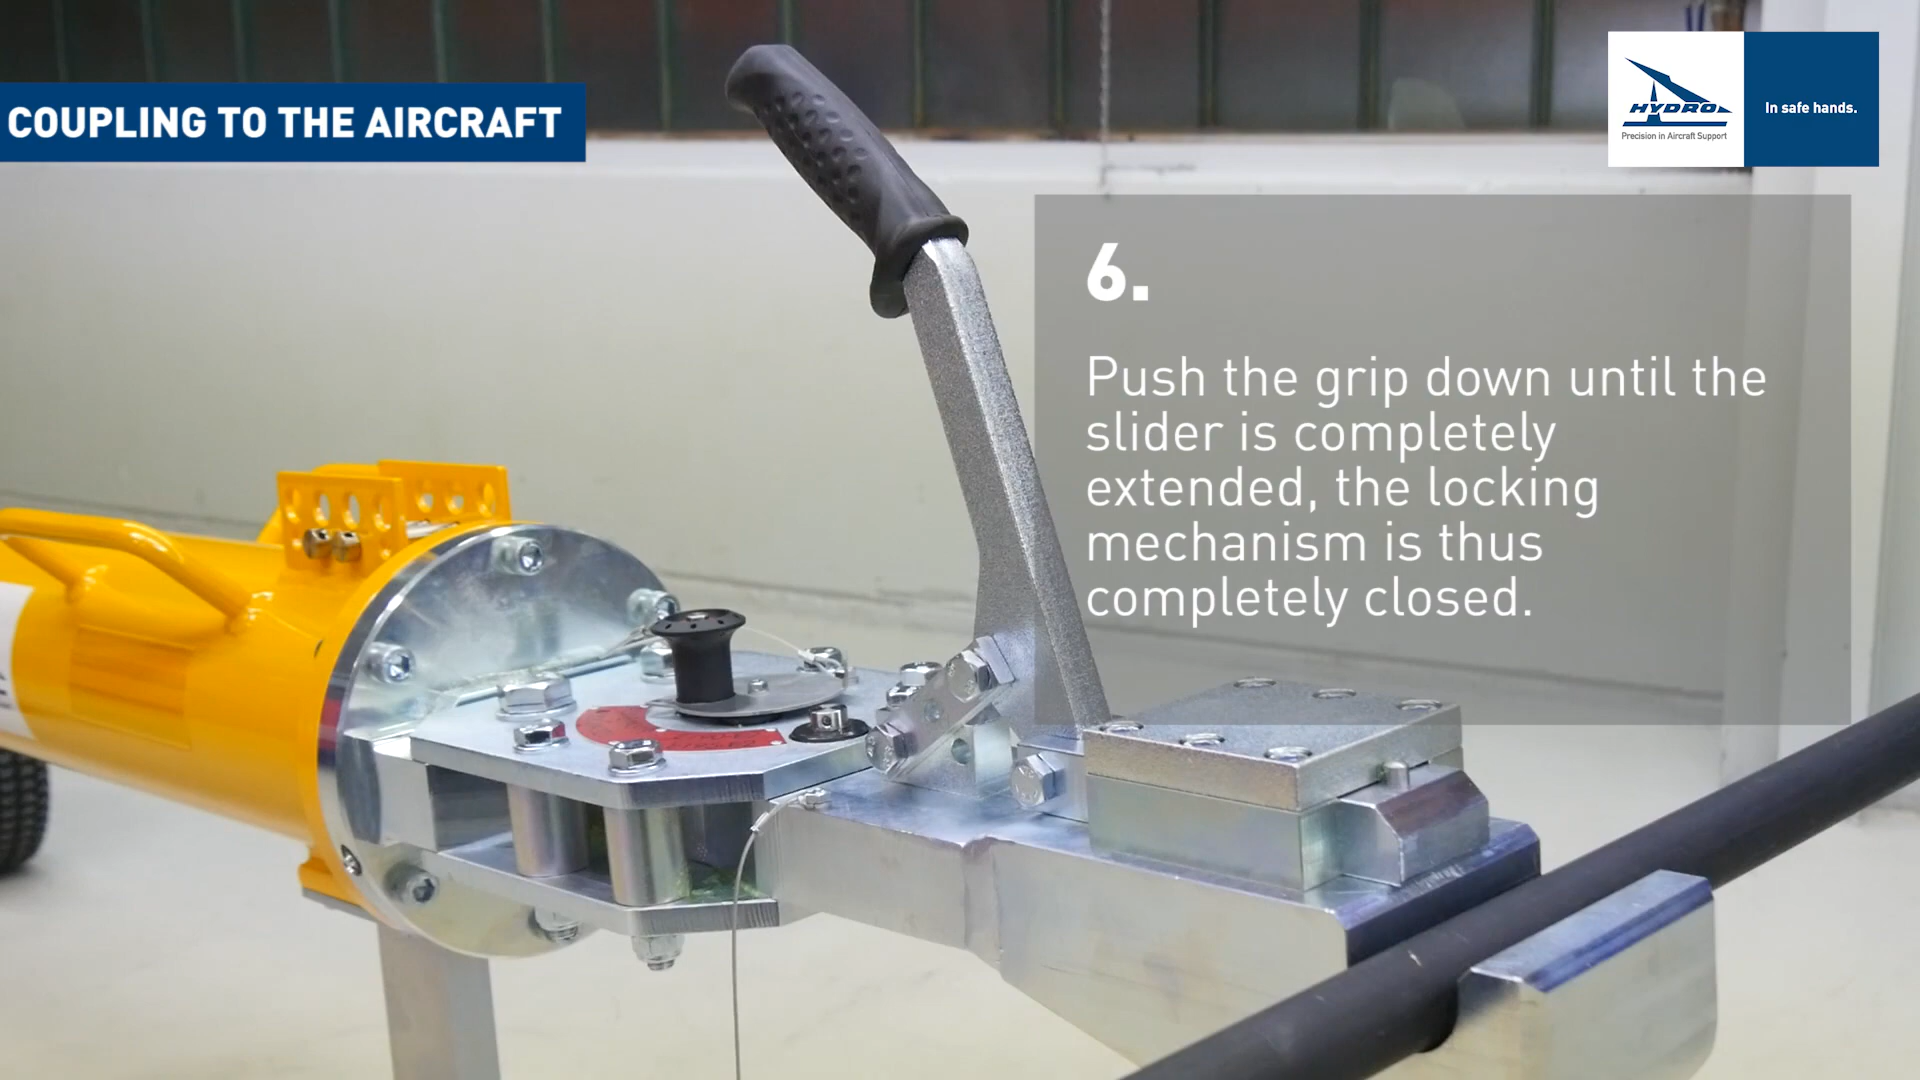 COUPLING TO THE AIRCRAFT
HYDRO
Precision in Aircraft Support
In safe hands.
6.
Push the grip down until the
slider is completely
extended, the locking
mechanism is thus
completely closed.